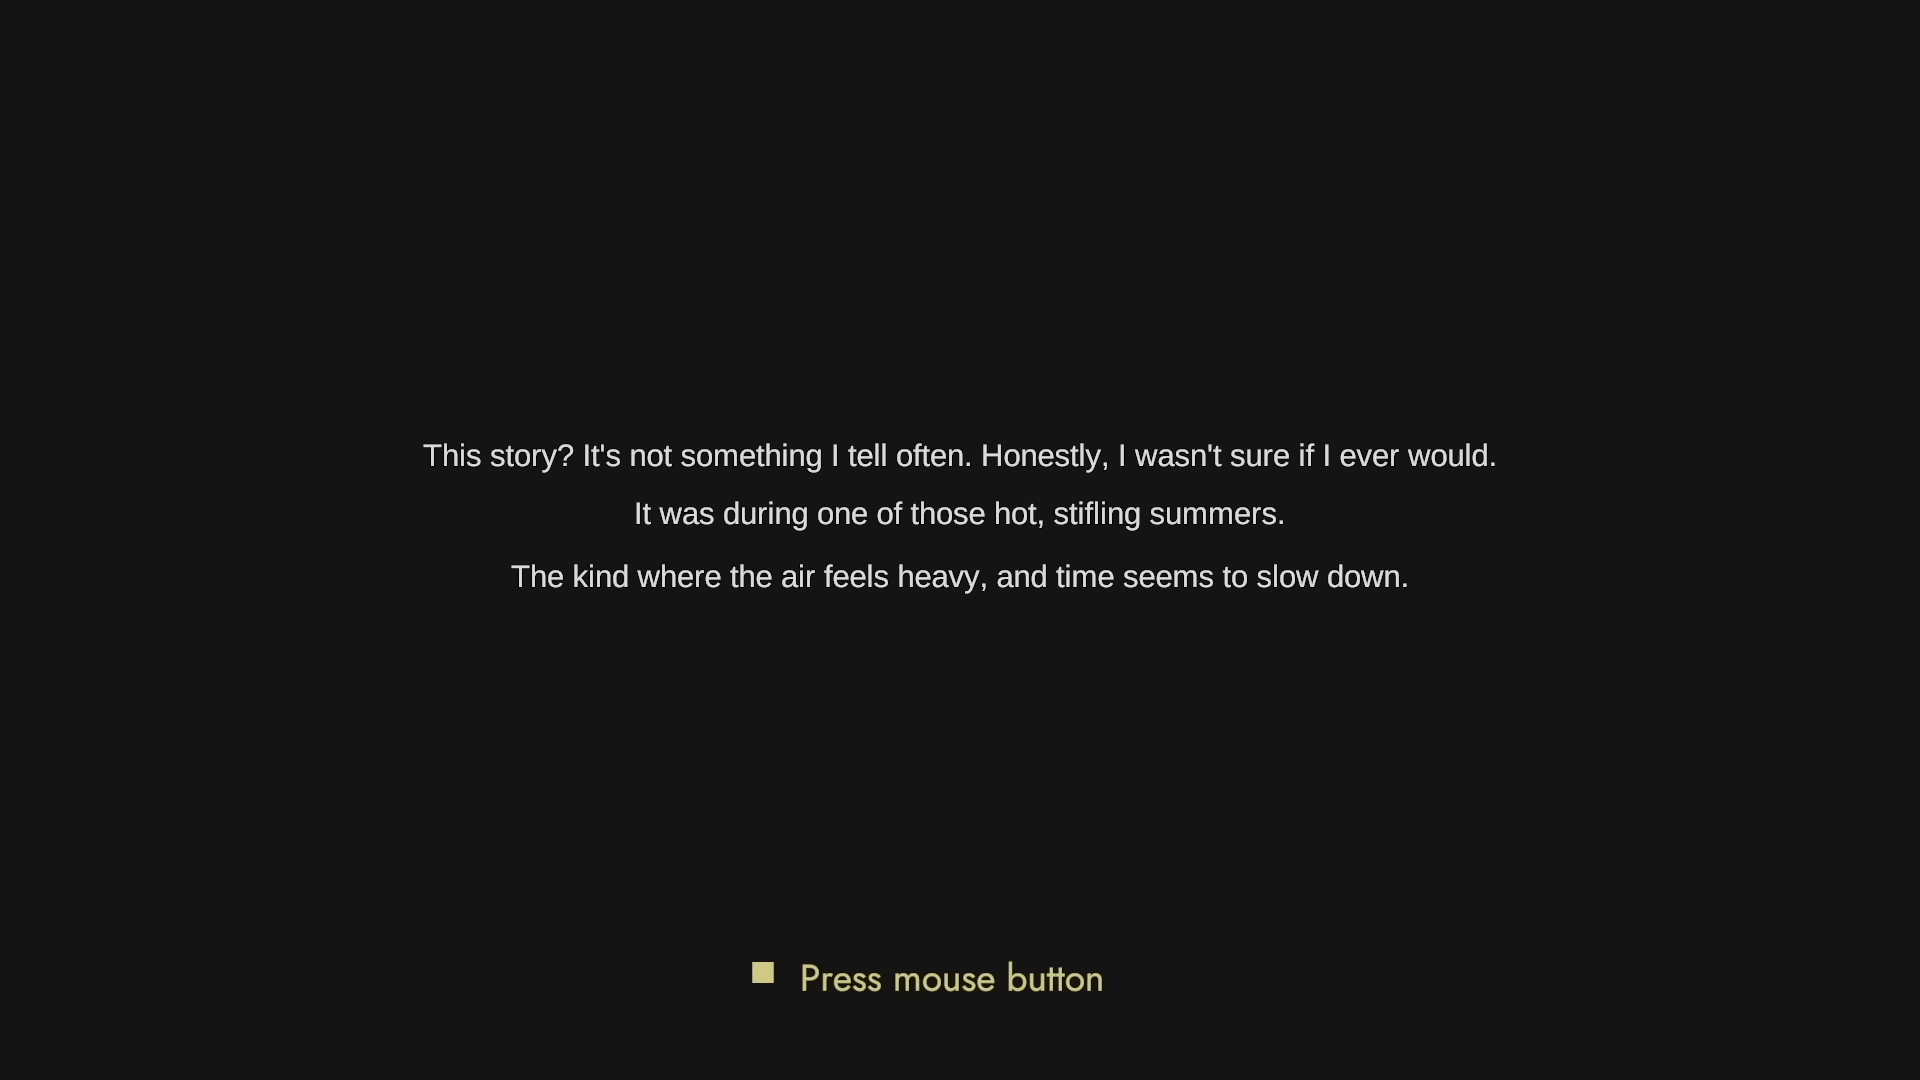 This story? It's not something I tell often. Honestly, I wasn't sure if I ever would.
It was during one of those hot, stifling summers.
The kind where the air feels heavy, and time seems to slow down.
Press mouse button